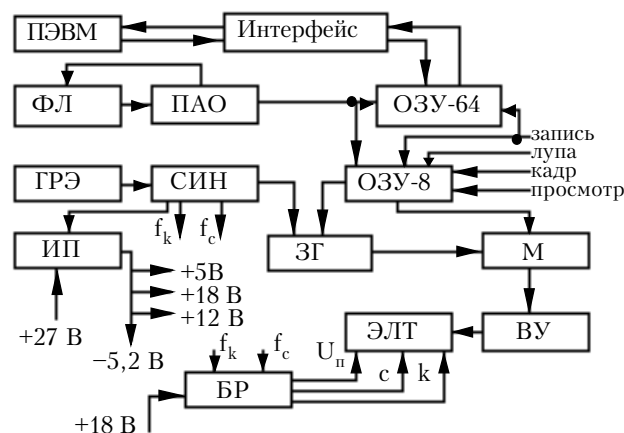 ПЭВМ Интерфейс
ФЛ ПАО ОЗУ-64
запись
лупа
ГРЭ СИН ОЗУ-8 кадр
просмотр
f_k f_c
ИП ЗГ М
+5В
+18 В
+12 В
+27 В ЭЛТ ВУ
−5,2 В f_k f_c U_п
c k
БР
+18 В